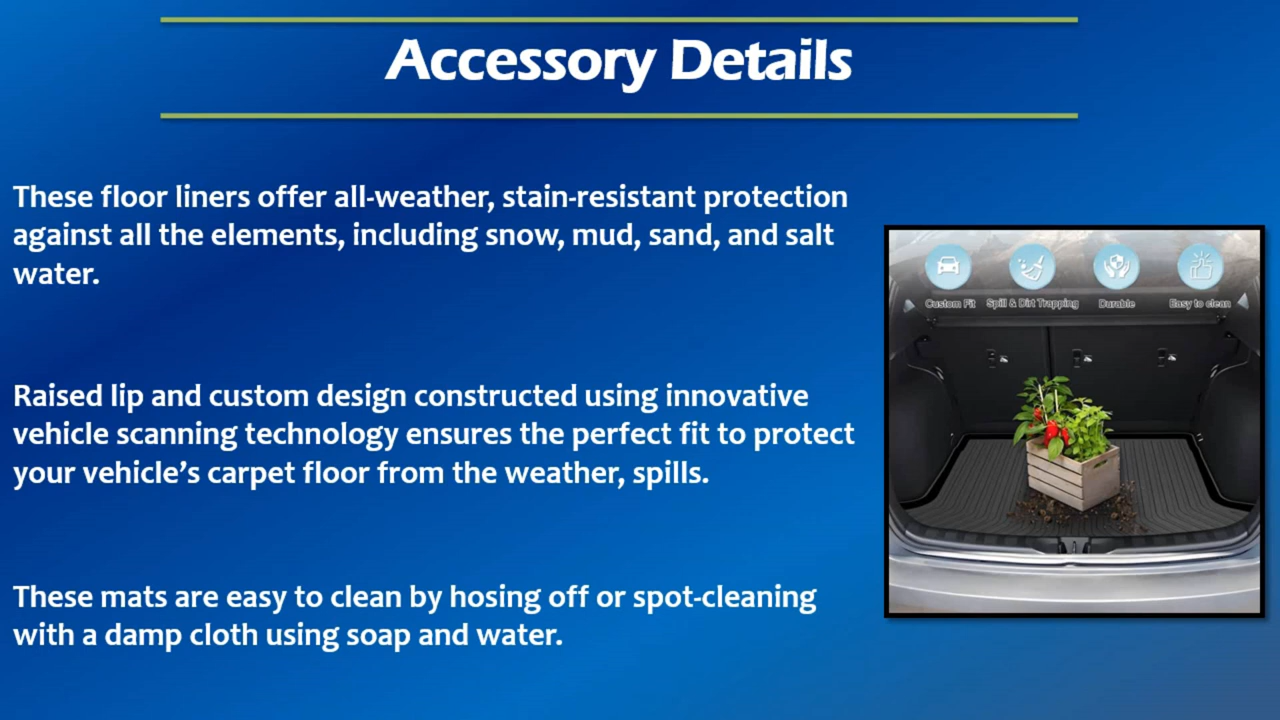 Accessory Details
These floor liners offer all-weather, stain-resistant protection
against all the elements, including snow, mud, sand, and salt
water.
Raised lip and custom design constructed using innovative
vehicle scanning technology ensures the perfect fit to protect
your vehicle’s carpet floor from the weather, spills.
These mats are easy to clean by hosing off or spot-cleaning
with a damp cloth using soap and water.
Custom Fit Spill & Dirt Trapping Durable Easy to clean